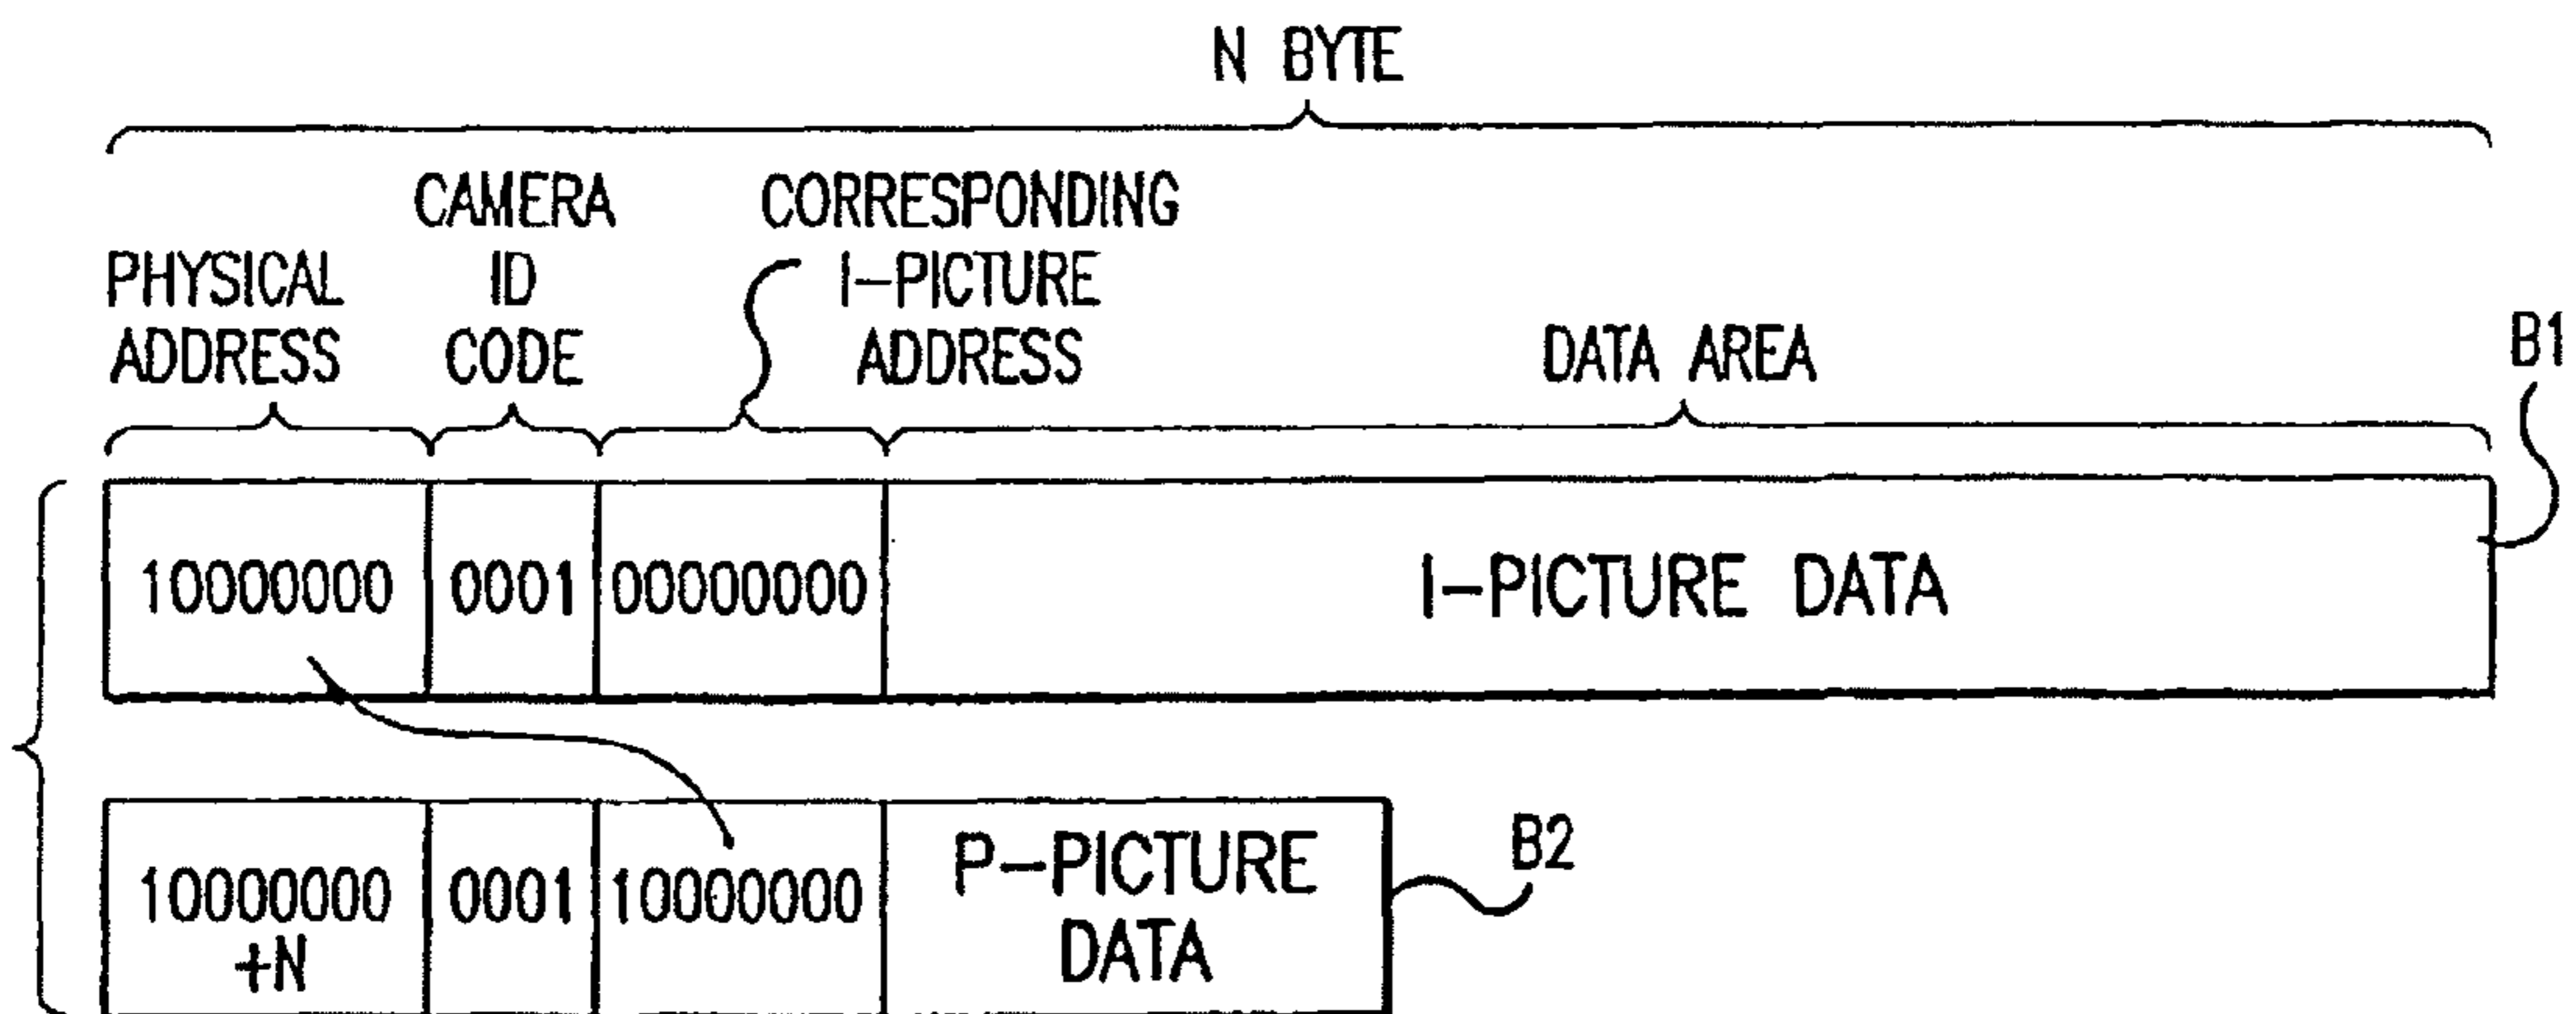 N BYTE
PHYSICAL
ADDRESS
CAMERA
ID
CODE
CORRESPONDING
I-PICTURE
ADDRESS
DATA AREA
B1
10000000
0001
00000000
I-PICTURE DATA
10000000
+N
0001
10000000
P-PICTURE
DATA
B2